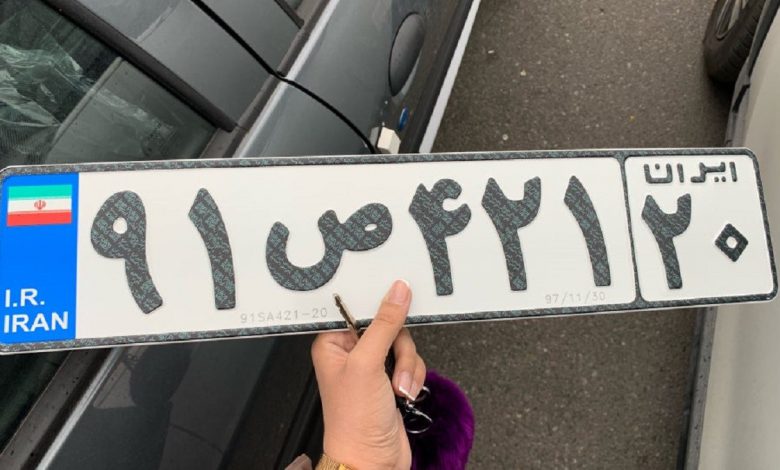 I.R.
IRAN
۹۱ ص ۴۲۱
ایران
۲۰
91SA421-20
97/11/30